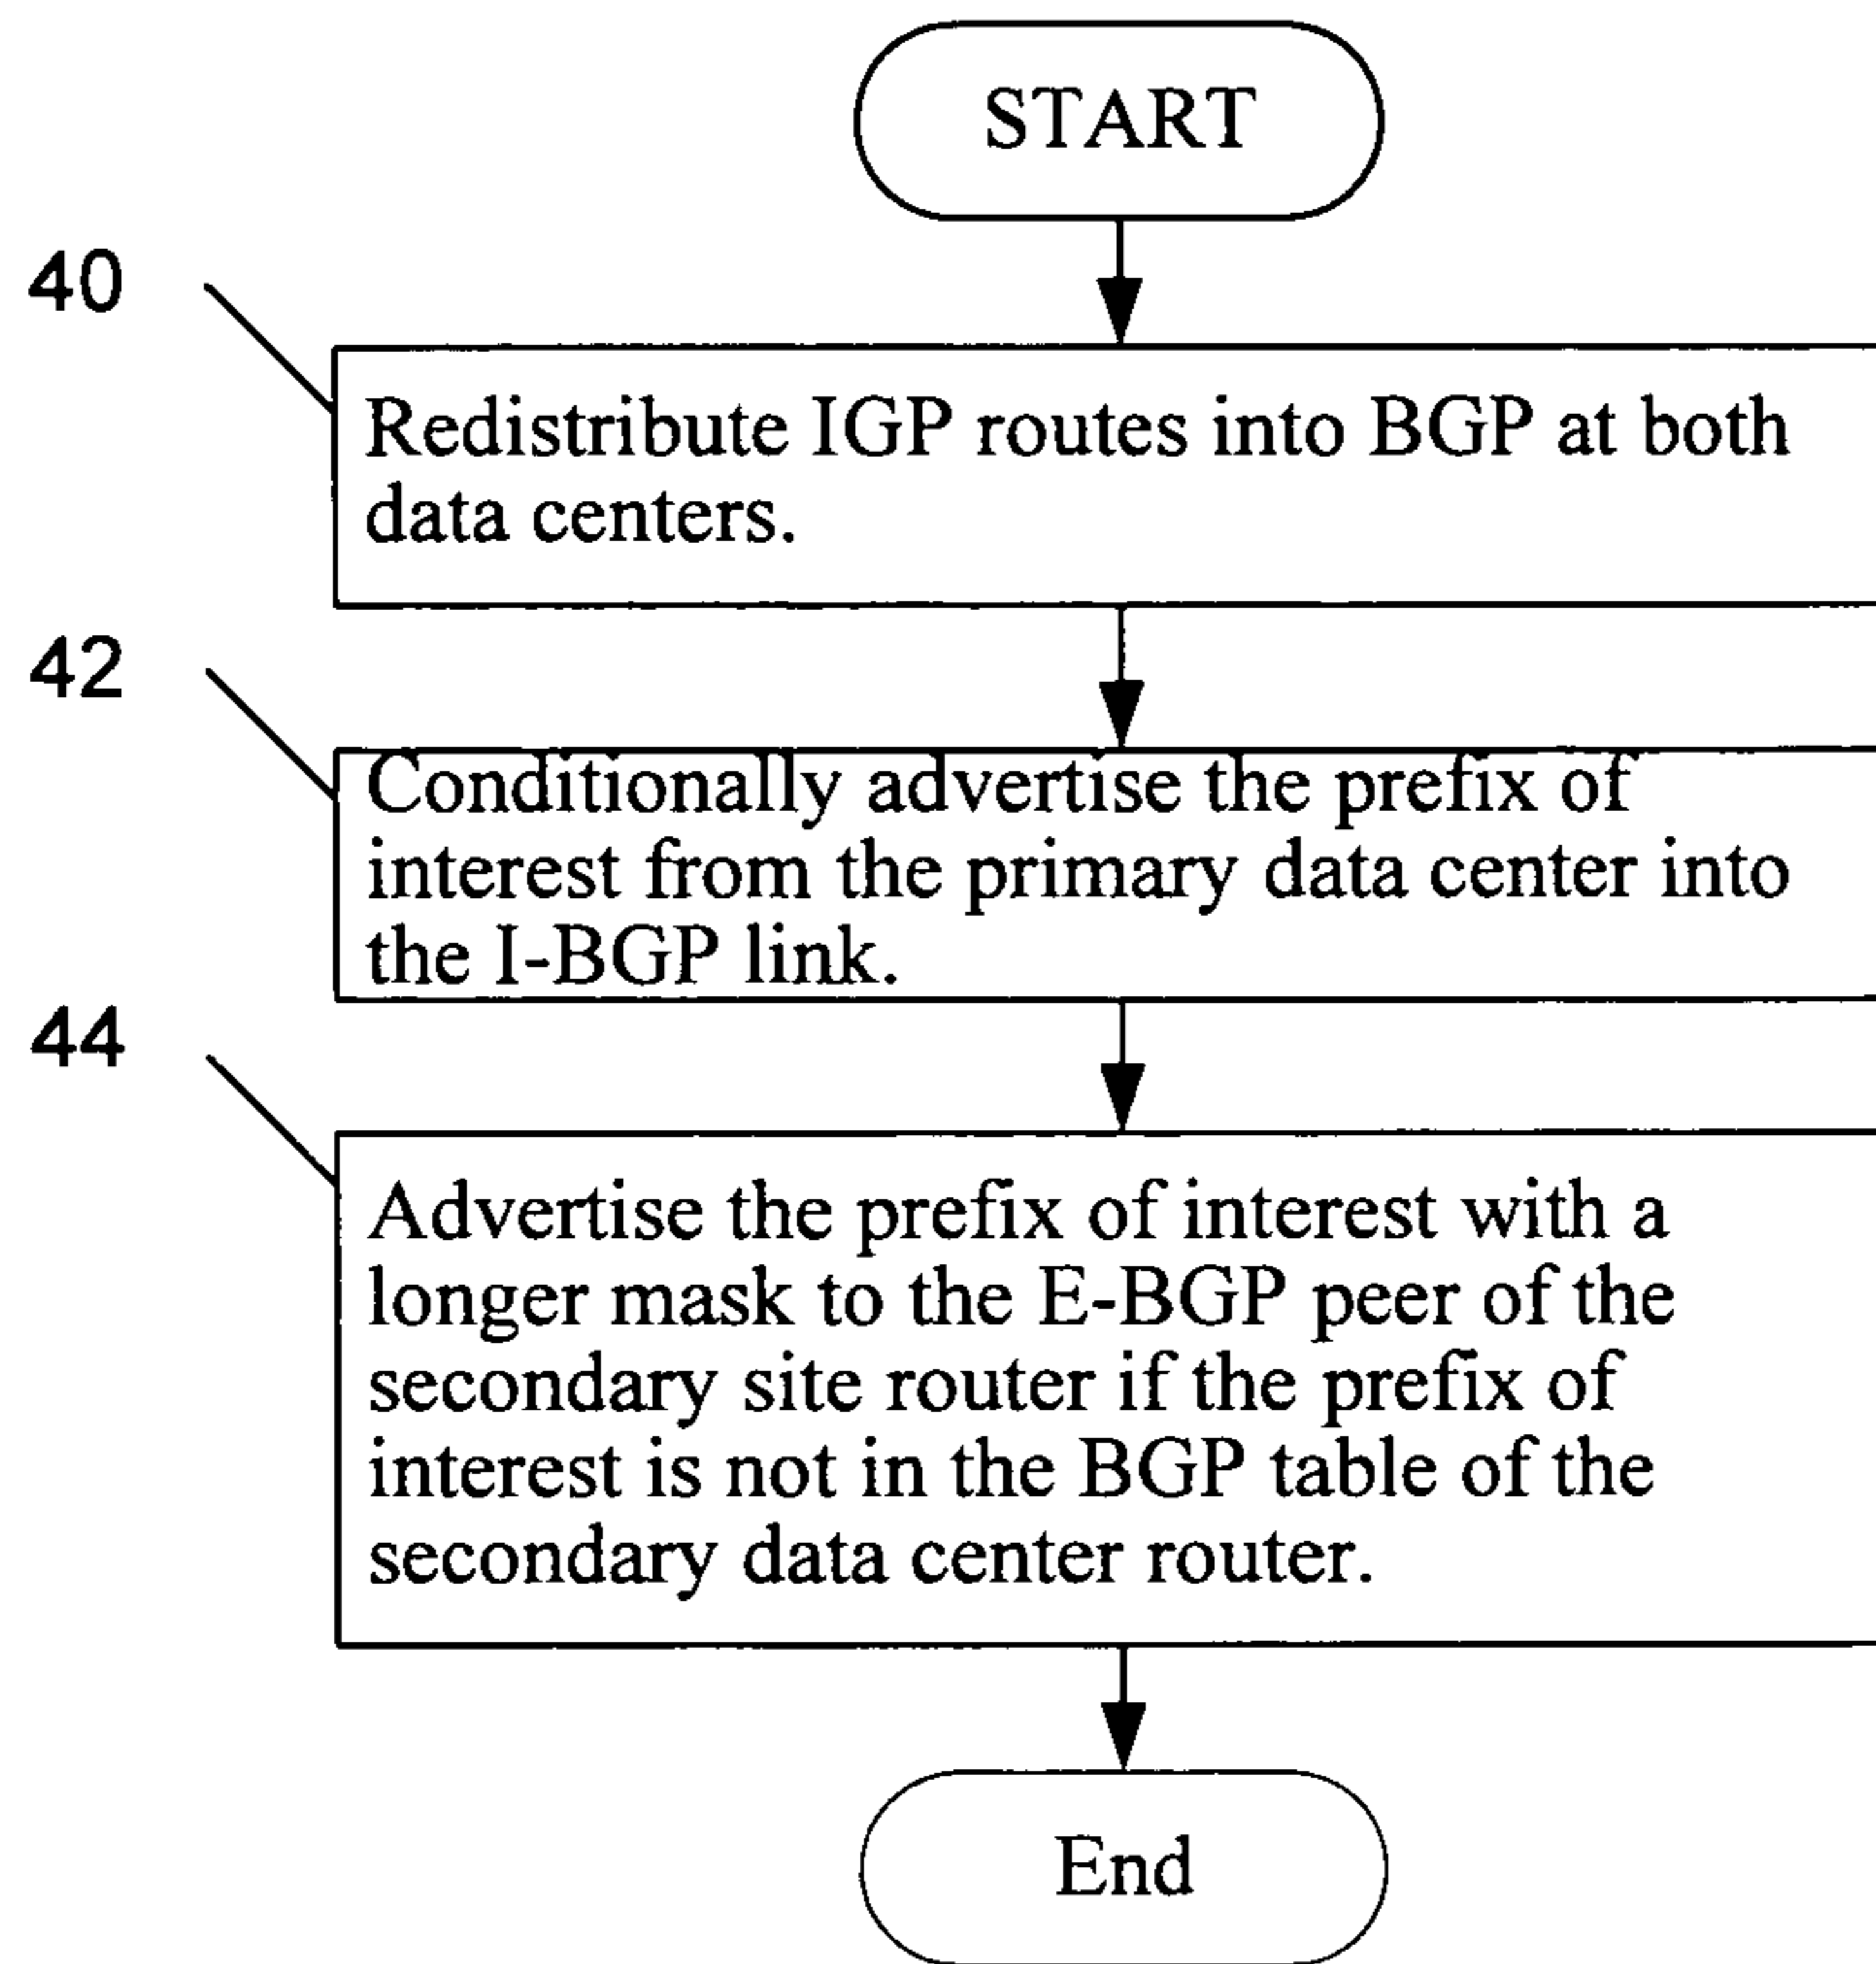 START
40
Redistribute IGP routes into BGP at both
data centers.
42
Conditionally advertise the prefix of
interest from the primary data center into
the I-BGP link.
44
Advertise the prefix of interest with a
longer mask to the E-BGP peer of the
secondary site router if the prefix of
interest is not in the BGP table of the
secondary data center router.
End